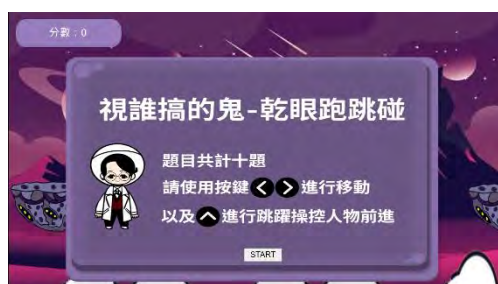 分數：0
視誰搞的鬼-乾眼跑跳碰
題目共計十題
請使用按鍵<>進行移動
以及^進行跳躍操控人物前進
START